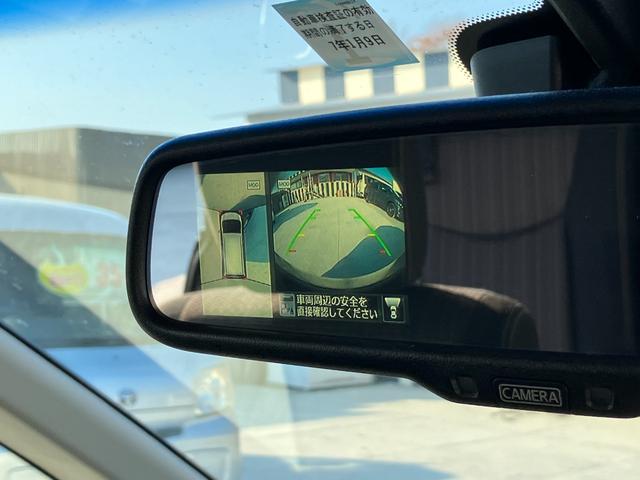 自動車検査証の有効
期間の満了する日
7年1月9日
MOD
MOD
車両周辺の安全を
直接確認してください
CAMERA